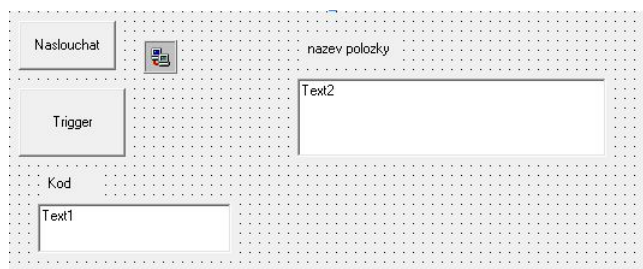 Naslouchat
nazev polozky
Text2
Trigger
Kod
Text1